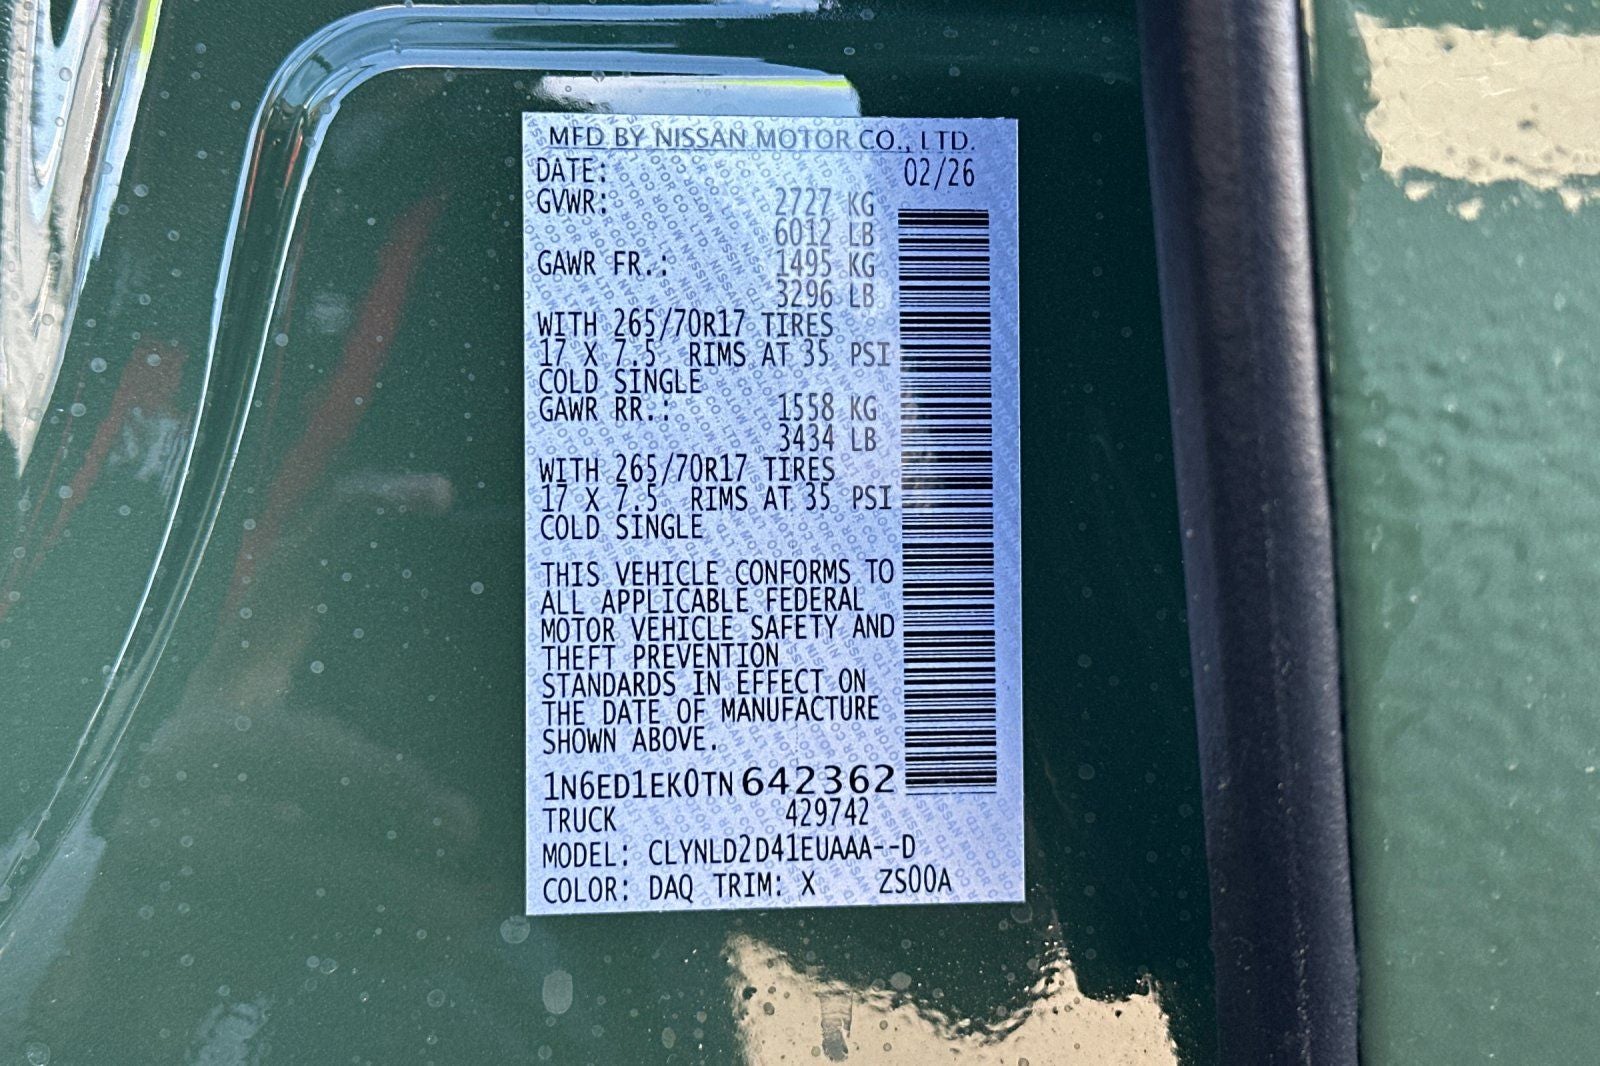 MFD BY NISSAN MOTOR CO., LTD.
DATE: 02/26
GVWR: 2727 KG
6012 LB
GAWR FR.: 1495 KG
3296 LB
WITH 265/70R17 TIRES
17 X 7.5 RIMS AT 35 PSI
COLD SINGLE
GAWR RR.: 1558 KG
3434 LB
WITH 265/70R17 TIRES
17 X 7.5 RIMS AT 35 PSI
COLD SINGLE
THIS VEHICLE CONFORMS TO
ALL APPLICABLE FEDERAL
MOTOR VEHICLE SAFETY AND
THEFT PREVENTION
STANDARDS IN EFFECT ON
THE DATE OF MANUFACTURE
SHOWN ABOVE.
1N6ED1EK0TN642362
TRUCK 429742
MODEL: CLYNLD2D41EUAAA--D
COLOR: DAQ TRIM: X ZS00A